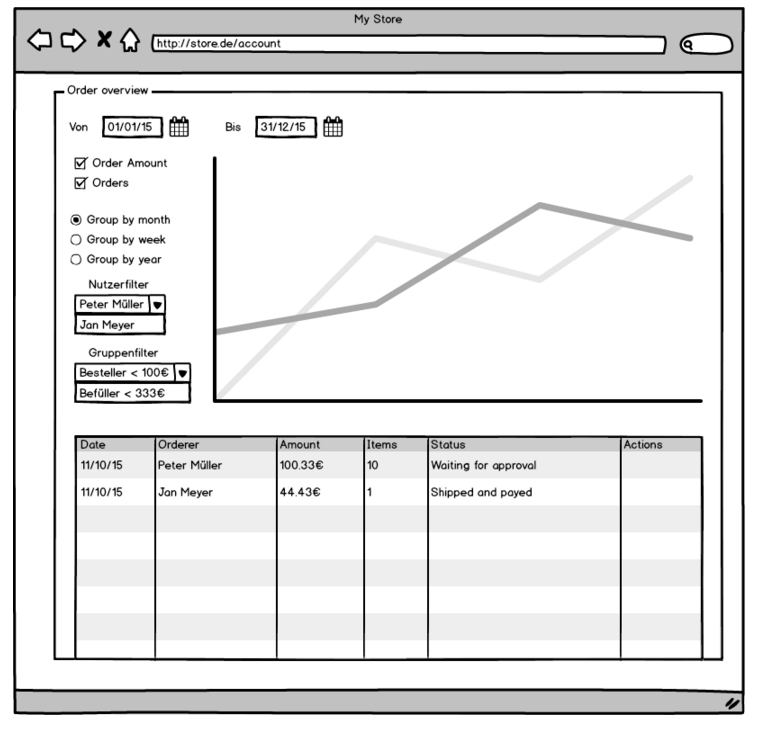 My Store
http://store.de/account
Order overview
Von 01/01/15 Bis 31/12/15
Order Amount
Orders
Group by month
Group by week
Group by year
Nutzerfilter
Peter Müller
Jan Meyer
Gruppenfilter
Besteller < 100€
Befüller < 333€
Date Orderer Amount Items Status Actions
11/10/15 Peter Müller 100.33€ 10 Waiting for approval
11/10/15 Jan Meyer 44.43€ 1 Shipped and payed